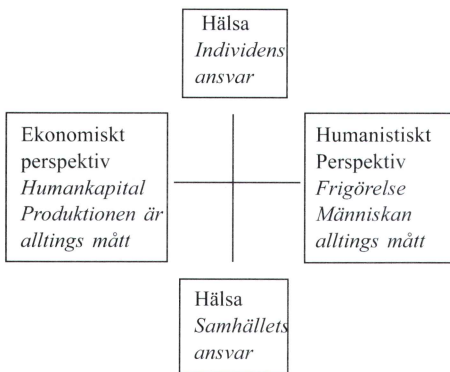 Hälsa
Individens
ansvar
Ekonomiskt
perspektiv
Humankapital
Produktionen är
alltings mått
Humanistiskt
Perspektiv
Frigörelse
Människan
alltings mått
Hälsa
Samhällets
ansvar